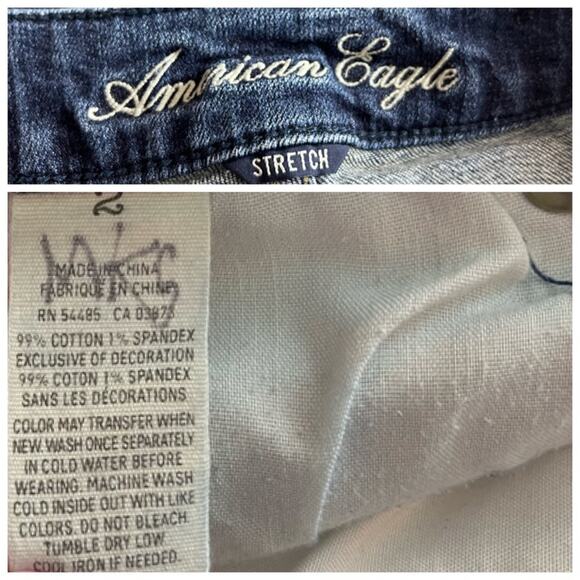 American Eagle
STRETCH
2
MADE IN CHINA
FABRIQUE EN CHINE
RN 54485 CA 03873
99% COTTON 1% SPANDEX
EXCLUSIVE OF DECORATION
99% COTON 1% SPANDEX
SANS LES DÉCORATIONS
COLOR MAY TRANSFER WHEN
NEW. WASH ONCE SEPARATELY
IN COLD WATER BEFORE
WEARING. MACHINE WASH
COLD INSIDE OUT WITH LIKE
COLORS. DO NOT BLEACH.
TUMBLE DRY LOW.
COOL IRON IF NEEDED.